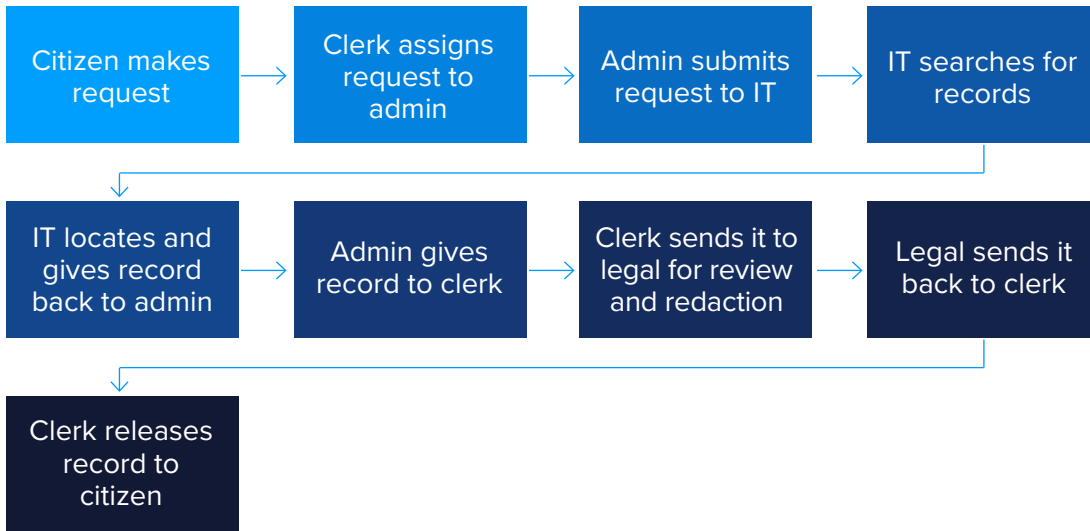 Citizen makes
request
Clerk assigns
request to
admin
Admin submits
request to IT
IT searches for
records
IT locates and
gives record
back to admin
Admin gives
record to clerk
Clerk sends it to
legal for review
and redaction
Legal sends it
back to clerk
Clerk releases
record to
citizen